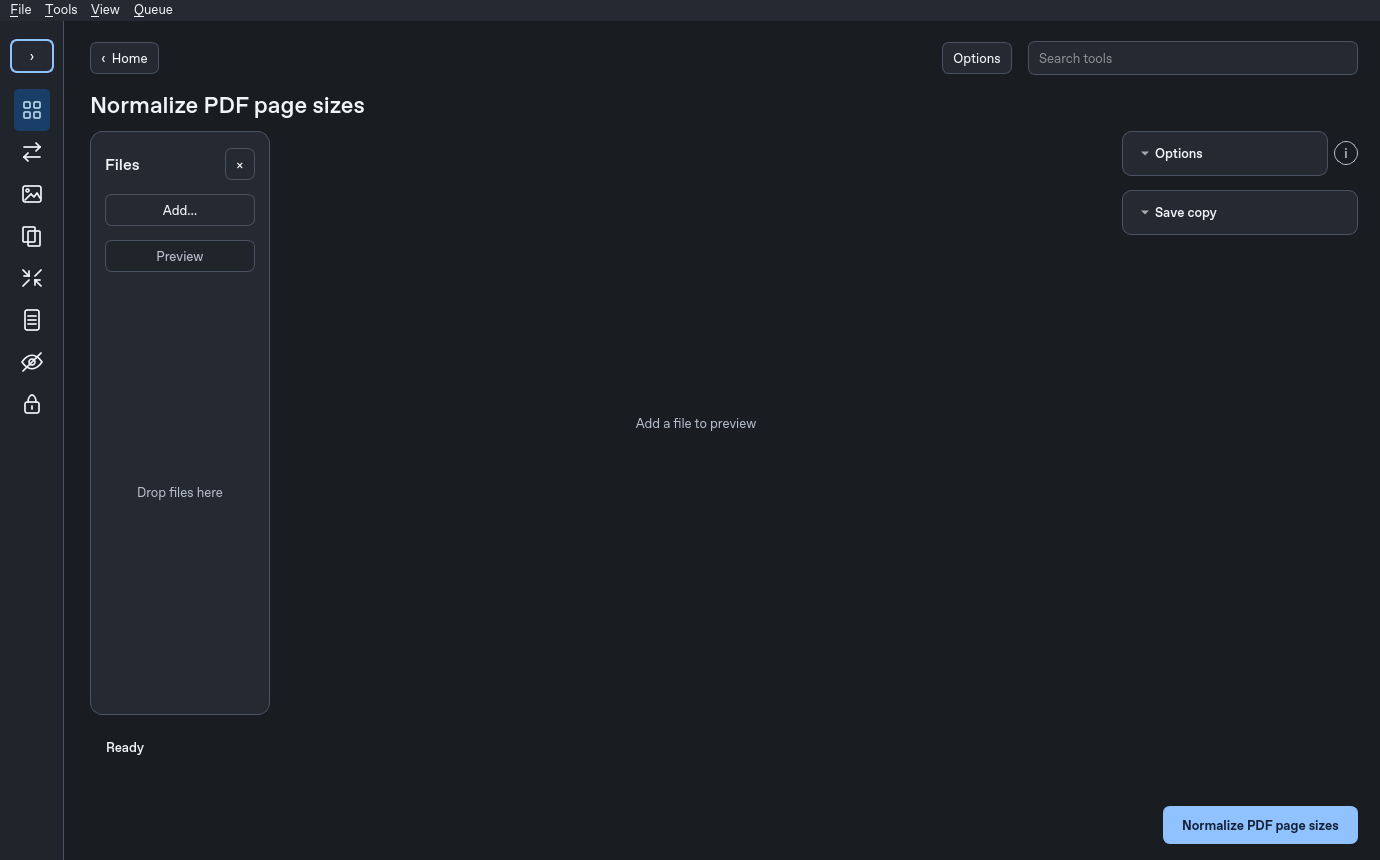 File Tools View Queue
‹ Home
Options
Search tools
Normalize PDF page sizes
Files
×
Add...
Preview
Drop files here
Add a file to preview
Options
i
Save copy
Ready
Normalize PDF page sizes